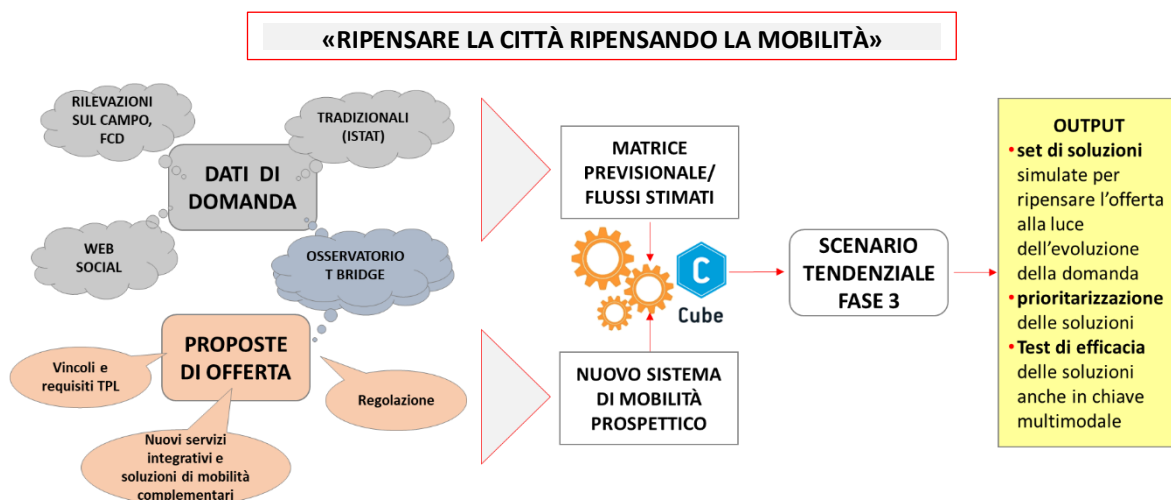 «RIPENSARE LA CITTÀ RIPENSANDO LA MOBILITÀ»
RILEVAZIONI
SUL CAMPO,
FCD
TRADIZIONALI
(ISTAT)
DATI DI
DOMANDA
WEB
SOCIAL
OSSERVATORIO
T BRIDGE
PROPOSTE
DI OFFERTA
Vincoli e
requisiti TPL
Regolazione
Nuovi servizi
integrativi e
soluzioni di mobilità
complementari
MATRICE
PREVISIONALE/
FLUSSI STIMATI
C
Cube
NUOVO SISTEMA
DI MOBILITÀ
PROSPETTICO
SCENARIO
TENDENZIALE
FASE 3
OUTPUT
•set di soluzioni
simulate per
ripensare l'offerta
alla luce
dell'evoluzione
della domanda
•prioritarizzazione
delle soluzioni
•Test di efficacia
delle soluzioni
anche in chiave
multimodale